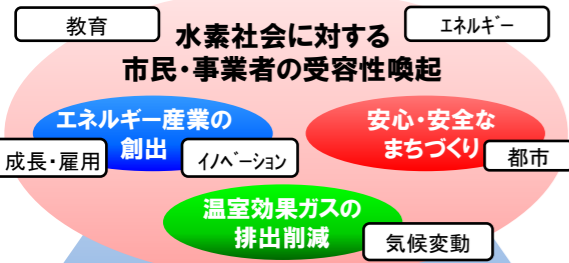 教育
エネルギー
水素社会に対する
市民・事業者の受容性喚起
エネルギー産業の
創出
成長・雇用
イノベーション
安心・安全な
まちづくり
都市
温室効果ガスの
排出削減
気候変動